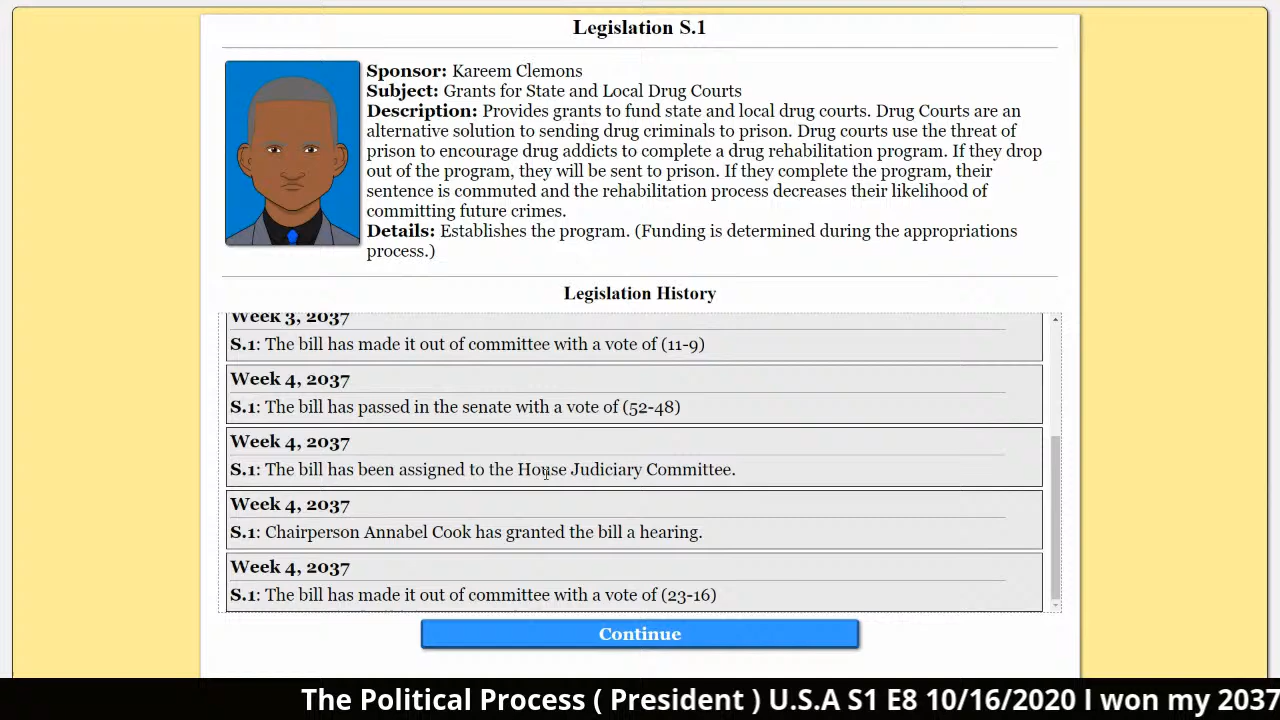 Legislation S.1
Sponsor: Kareem Clemons
Subject: Grants for State and Local Drug Courts
Description: Provides grants to fund state and local drug courts. Drug Courts are an
alternative solution to sending drug criminals to prison. Drug courts use the threat of
prison to encourage drug addicts to complete a drug rehabilitation program. If they drop
out of the program, they will be sent to prison. If they complete the program, their
sentence is commuted and the rehabilitation process decreases their likelihood of
committing future crimes.
Details: Establishes the program. (Funding is determined during the appropriations
process.)
Legislation History
Week 3, 2037
S.1: The bill has made it out of committee with a vote of (11-9)
Week 4, 2037
S.1: The bill has passed in the senate with a vote of (52-48)
Week 4, 2037
S.1: The bill has been assigned to the House Judiciary Committee.
Week 4, 2037
S.1: Chairperson Annabel Cook has granted the bill a hearing.
Week 4, 2037
S.1: The bill has made it out of committee with a vote of (23-16)
Continue
The Political Process ( President ) U.S.A S1 E8 10/16/2020 I won my 2037